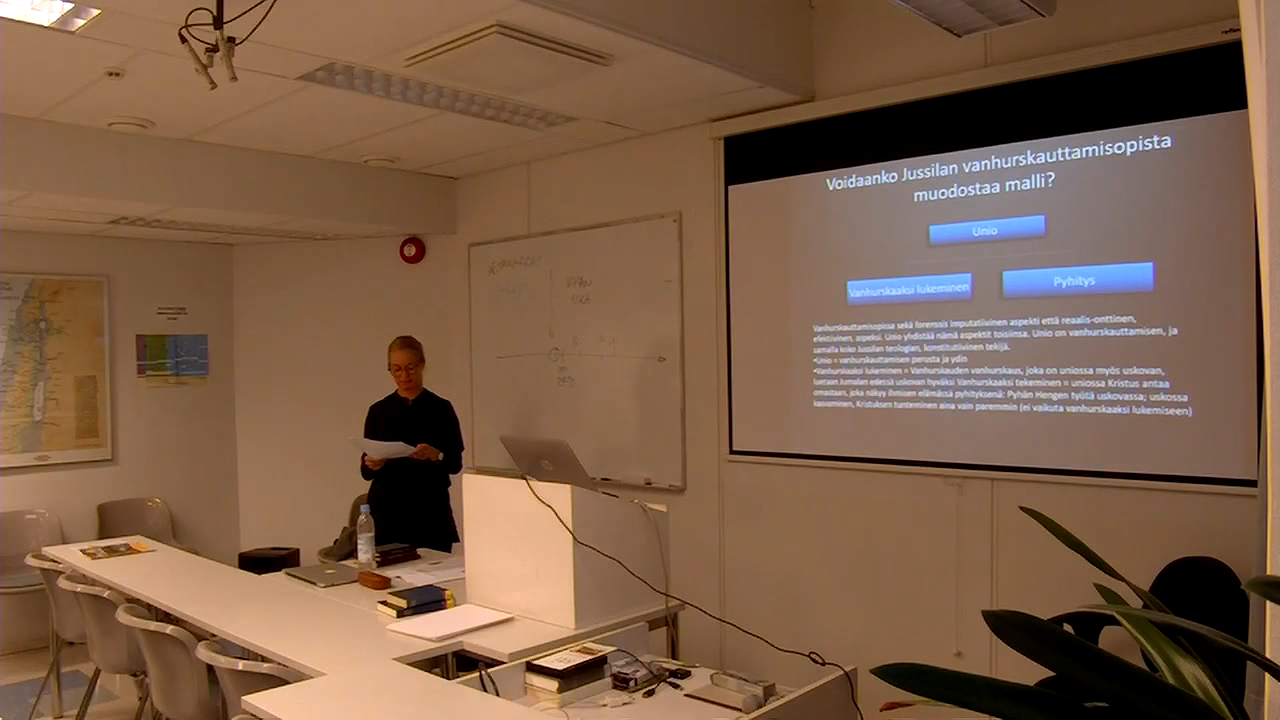 Voidaanko Jussilan vanhurskauttamisopista
muodostaa malli?
Unio
Vanhurskaaksi lukeminen
Pyhitys
Vanhurskauttamisopissa sekä forenssis imputatiivinen aspekti että reaalis-onttinen,
efektiivinen, aspeksi. Unio yhdistää nämä aspektit toisiinsa. Unio on vanhurskauttamisen, ja
samalla koko Jussilan teologian, konstitutiivinen tekijä.
•Unio = vanhurskauttamisen perusta ja ydin
•Vanhurskaaksi lukeminen = Vanhurskauden vanhurskaus, joka on uniossa myös uskovan,
luetaan Jumalan edessä uskovan hyväksi Vanhurskaaksi tekeminen = uniossa Kristus antaa
omastaan, joka näkyy ihmisen elämässä pyhityksenä: Pyhän Hengen työtä uskovassa; uskossa
kasvaminen, Kristuksen tunteminen aina vain paremmin (ei vaikuta vanhurskaaksi lukemiseen)